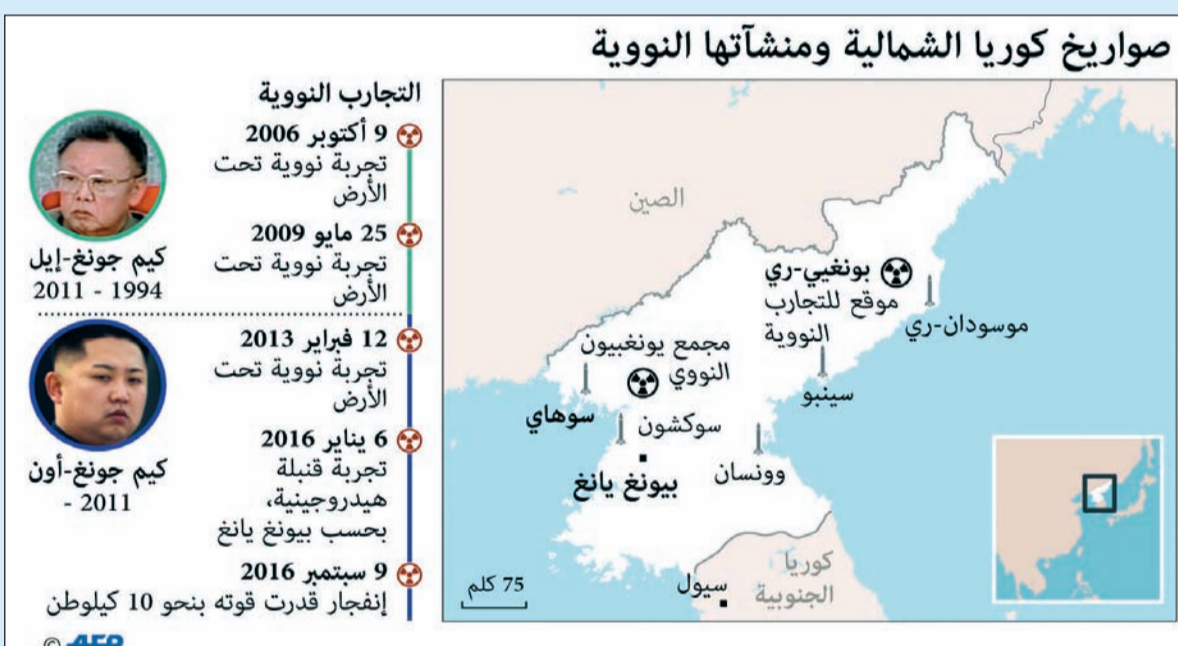 صواريخ كوريا الشمالية ومنشآتها النووية
التجارب النووية
9 أكتوبر 2006
تجربة نووية تحت
الأرض
25 مايو 2009
تجربة نووية تحت
الأرض
كيم جونغ-إيل
1994 - 2011
12 فبراير 2013
تجربة نووية تحت
الأرض
6 يناير 2016
تجربة قنبلة
هيدروجينية،
بحسب بيونغ يانغ
كيم جونغ-أون
2011 -
9 سبتمبر 2016
إنفجار قدرت قوته بنحو 10 كيلوطن
الصين
بونغيي-ري
موقع للتجارب
النووية
موسودان-ري
مجمع يونغبيون
النووي
سينبو
سوهاي
سوكشون
وونسان
بيونغ يانغ
كوريا
الجنوبية
سيول
75 كلم
© AFP